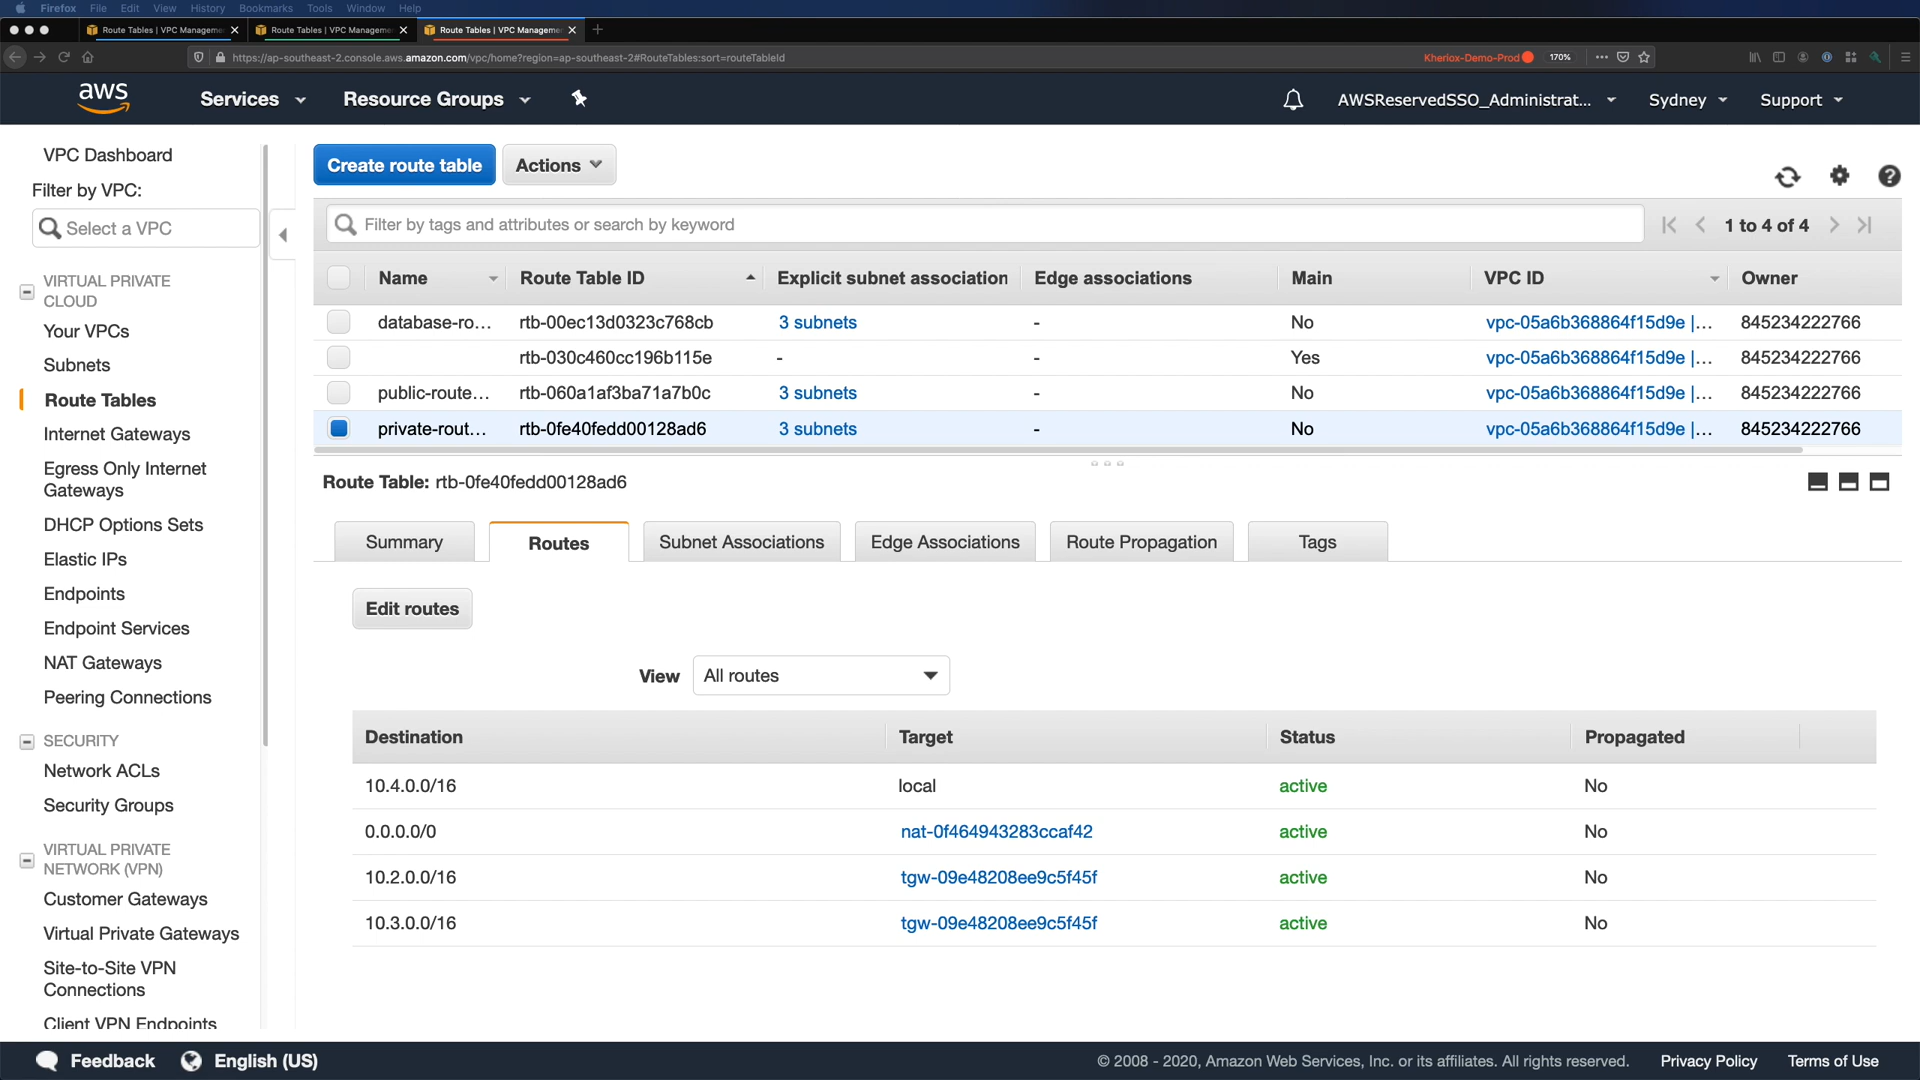 Firefox File Edit View History Bookmarks Tools Window Help
Route Tables | VPC Manageme Route Tables | VPC Manageme Route Tables | VPC Manageme
https://ap-southeast-2.console.aws.amazon.com/vpc/home?region=ap-southeast-2#RouteTables:sort=routeTableId Kheriox-Demo-Prod 170%
aws Services Resource Groups AWSReservedSSO_Administrat... Sydney Support
VPC Dashboard
Filter by VPC:
Select a VPC
VIRTUAL PRIVATE
CLOUD
Your VPCs
Subnets
Route Tables
Internet Gateways
Egress Only Internet
Gateways
DHCP Options Sets
Elastic IPs
Endpoints
Endpoint Services
NAT Gateways
Peering Connections
SECURITY
Network ACLs
Security Groups
VIRTUAL PRIVATE
NETWORK (VPN)
Customer Gateways
Virtual Private Gateways
Site-to-Site VPN
Connections
Client VPN Endpoints
Create route table Actions
Filter by tags and attributes or search by keyword 1 to 4 of 4
Name Route Table ID Explicit subnet association Edge associations Main VPC ID Owner
database-ro... rtb-00ec13d0323c768cb 3 subnets - No vpc-05a6b368864f15d9e |... 845234222766
rtb-030c460cc196b115e - - Yes vpc-05a6b368864f15d9e |... 845234222766
public-route... rtb-060a1af3ba71a7b0c 3 subnets - No vpc-05a6b368864f15d9e |... 845234222766
private-rout... rtb-0fe40fedd00128ad6 3 subnets - No vpc-05a6b368864f15d9e |... 845234222766
Route Table: rtb-0fe40fedd00128ad6
Summary Routes Subnet Associations Edge Associations Route Propagation Tags
Edit routes
View All routes
Destination Target Status Propagated
10.4.0.0/16 local active No
0.0.0.0/0 nat-0f464943283ccaf42 active No
10.2.0.0/16 tgw-09e48208ee9c5f45f active No
10.3.0.0/16 tgw-09e48208ee9c5f45f active No
Feedback English (US) © 2008 - 2020, Amazon Web Services, Inc. or its affiliates. All rights reserved. Privacy Policy Terms of Use